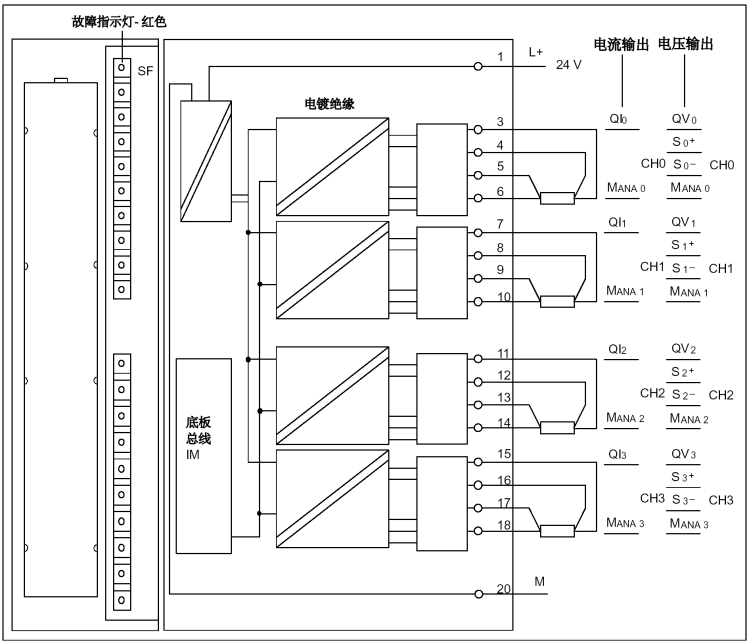 故障指示灯- 红色
SF
1 L+
24 V
电流输出 电压输出
电镀绝缘
3 QI0 QV0
4 S0+
CH0 CH0
5 S0−
6 MANA 0 MANA 0
7 QI1 QV1
8 S1+
CH1 CH1
9 S1−
10 MANA 1 MANA 1
11 QI2 QV2
12 S2+
CH2 CH2
13 S2−
14 MANA 2 MANA 2
底板
总线
IM
15 QI3 QV3
16 S3+
CH3 CH3
17 S3−
18 MANA 3 MANA 3
20 M